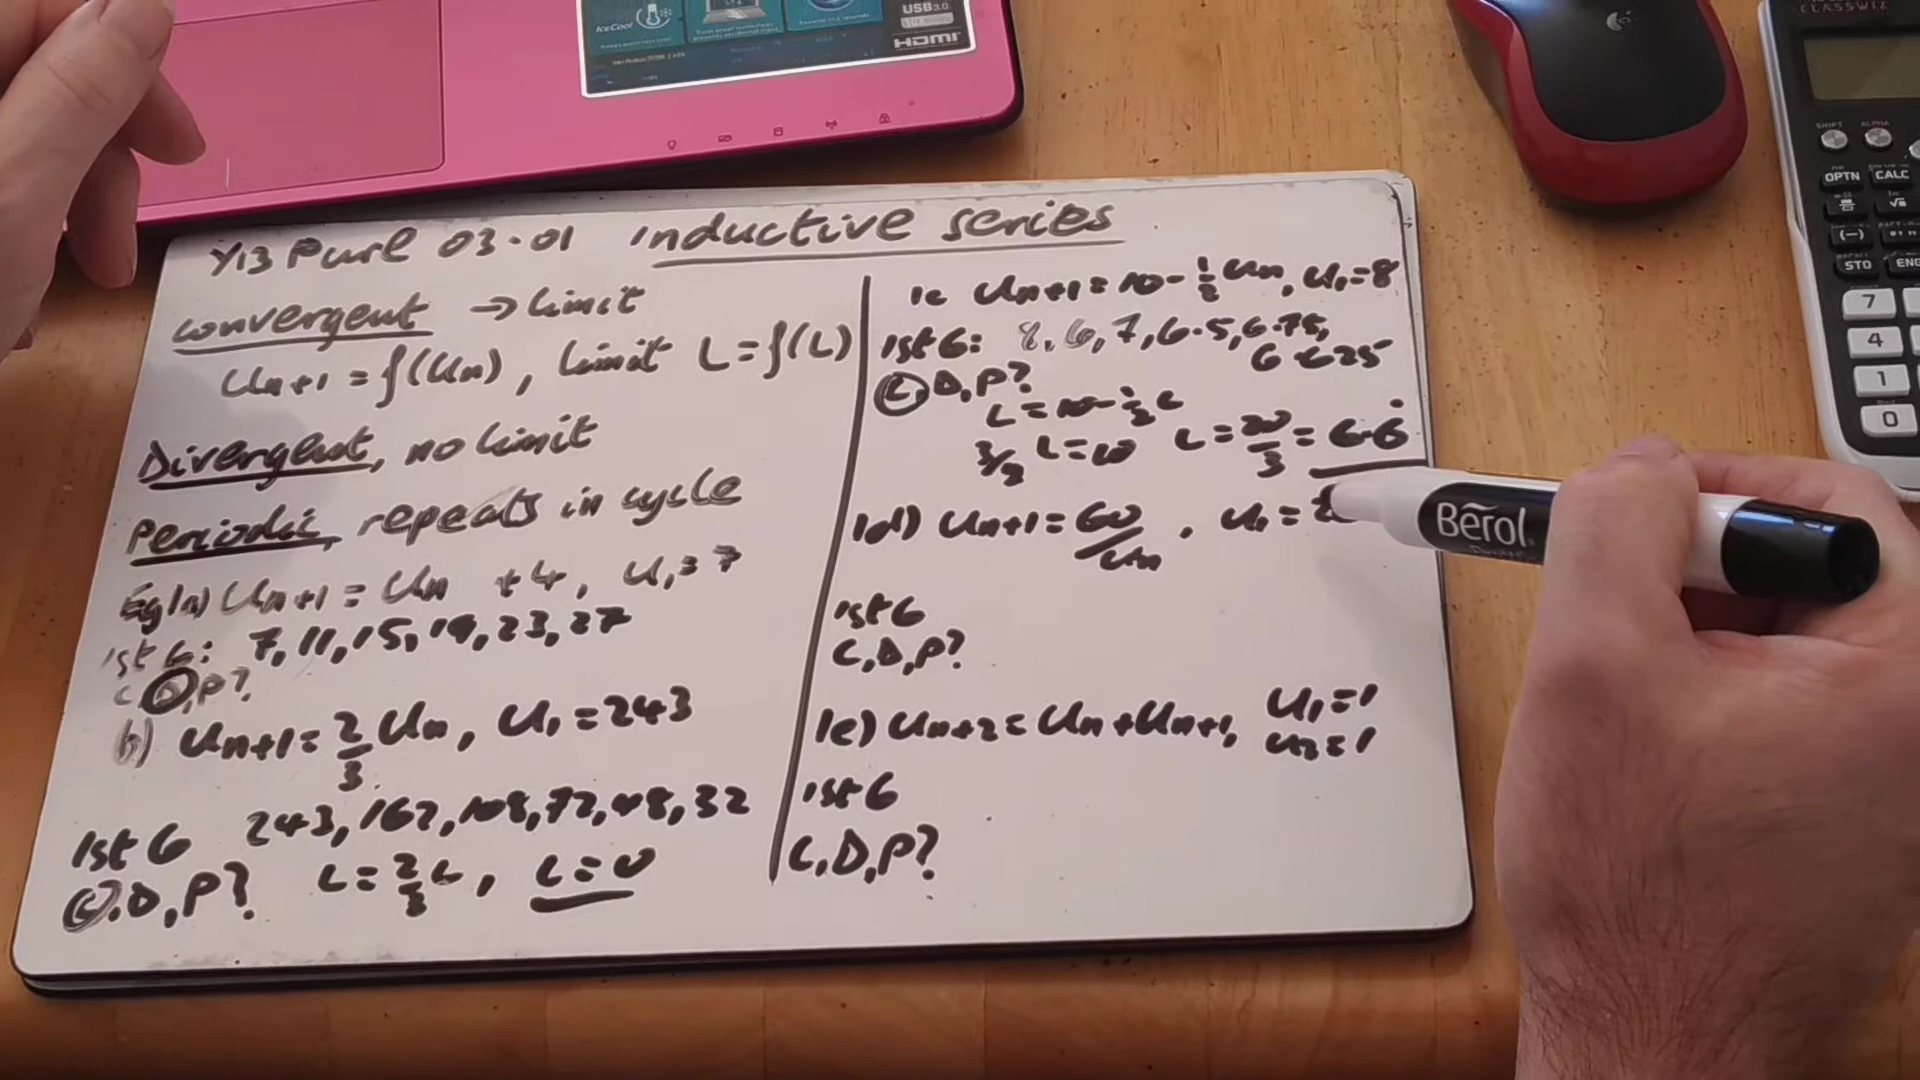 IceCool
USB 3.0
HDMI
CLASSWIZ
SHIFT ALPHA
OPTN CALC
STO ENG
7
4
1
0
Y13 Pure 03.01 Inductive series
Convergent → limit
Un+1 = f(Un), limit L = f(L)
Divergent, no limit
Periodic, repeats in cycle
Eg1a) Un+1 = Un + 4, U1 = 7
1st 6: 7, 11, 15, 19, 23, 27
C, D, P?
b) Un+1 = 2/3 Un, U1 = 243
1st 6 243, 162, 108, 72, 48, 32
C, D, P? L = 2/3 L, L = 0
1c Un+1 = 10 - 1/2 Un, U1 = 8
1st 6: 8, 6, 7, 6.5, 6.75,
6.625
C, D, P?
L = 10 - 1/2 L
3/2 L = 10 L = 20/3 = 6.6̇
1d) Un+1 = 60/Un, U1 =
1st 6
C, D, P?
1e) Un+2 = Un + Un+1, U1 = 1
U2 = 1
1st 6
C, D, P?
Berol